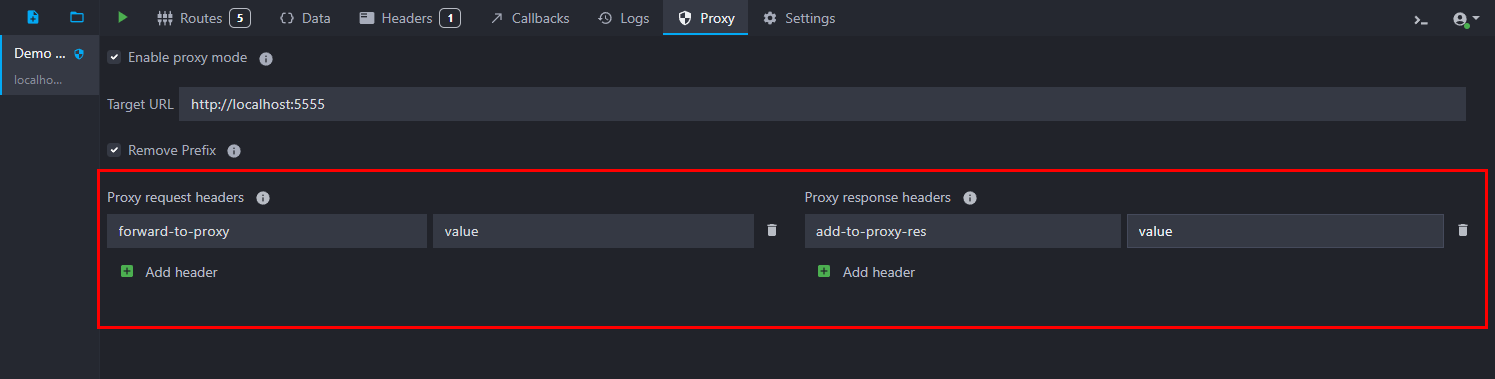 Routes 5 Data Headers 1 Callbacks Logs Proxy Settings
Demo ...
localho...
Enable proxy mode
Target URL http://localhost:5555
Remove Prefix
Proxy request headers Proxy response headers
forward-to-proxy value add-to-proxy-res value
Add header Add header